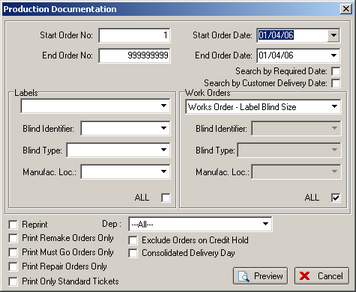 Production Documentation
Start Order No: 1 Start Order Date: 01/04/06
End Order No: 999999999 End Order Date: 01/04/06
Search by Required Date:
Search by Customer Delivery Date:
Labels Work Orders
Works Order - Label Blind Size
Blind Identifier: Blind Identifier:
Blind Type: Blind Type:
Manufac. Loc.: Manufac. Loc.:
ALL ALL
Reprint Dep : ---All---
Print Remake Orders Only Exclude Orders on Credit Hold
Print Must Go Orders Only Consolidated Delivery Day
Print Repair Orders Only
Print Only Standard Tickets
Preview Cancel